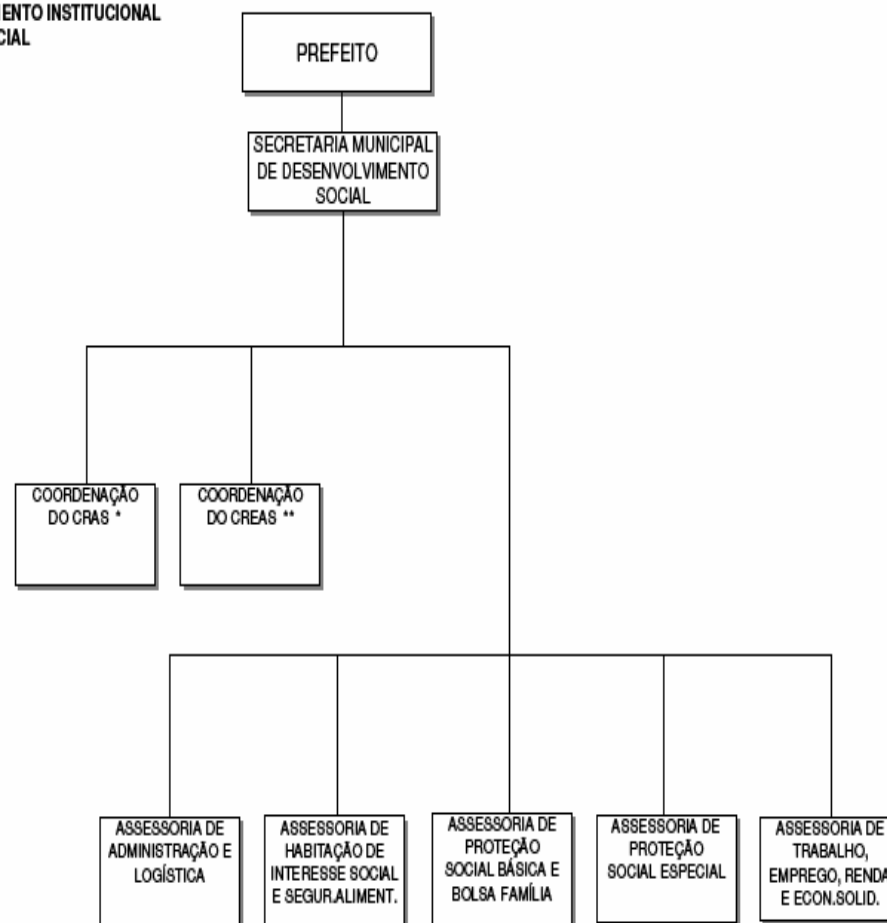 MENTO INSTITUCIONAL
CIAL
PREFEITO
SECRETARIA MUNICIPAL
DE DESENVOLVIMENTO
SOCIAL
COORDENAÇÃO
DO CRAS *
COORDENAÇÃO
DO CREAS **
ASSESSORIA DE
ADMINISTRAÇÃO E
LOGÍSTICA
ASSESSORIA DE
HABITAÇÃO DE
INTERESSE SOCIAL
E SEGUR.ALIMENT.
ASSESSORIA DE
PROTEÇÃO
SOCIAL BÁSICA E
BOLSA FAMÍLIA
ASSESSORIA DE
PROTEÇÃO
SOCIAL ESPECIAL
ASSESSORIA DE
TRABALHO,
EMPREGO, RENDA
E ECON.SOLID.